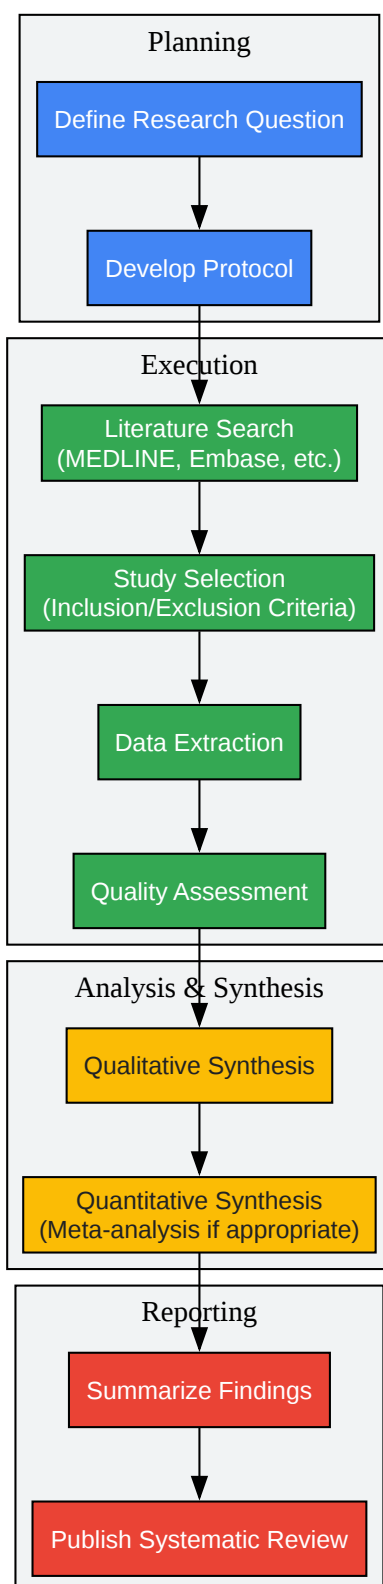 Planning
Define Research Question
Develop Protocol
Execution
Literature Search
(MEDLINE, Embase, etc.)
Study Selection
(Inclusion/Exclusion Criteria)
Data Extraction
Quality Assessment
Analysis & Synthesis
Qualitative Synthesis
Quantitative Synthesis
(Meta-analysis if appropriate)
Reporting
Summarize Findings
Publish Systematic Review